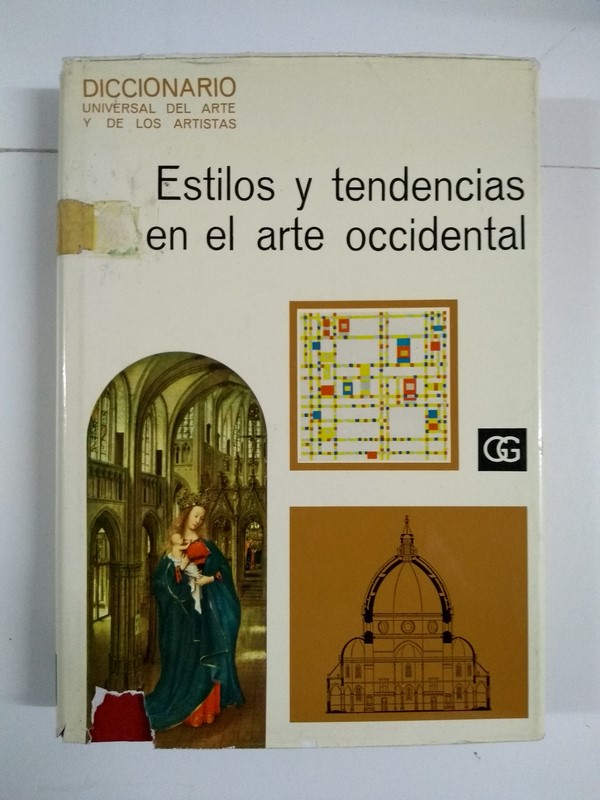 DICCIONARIO
UNIVERSAL DEL ARTE
Y DE LOS ARTISTAS
Estilos y tendencias
en el arte occidental
GG